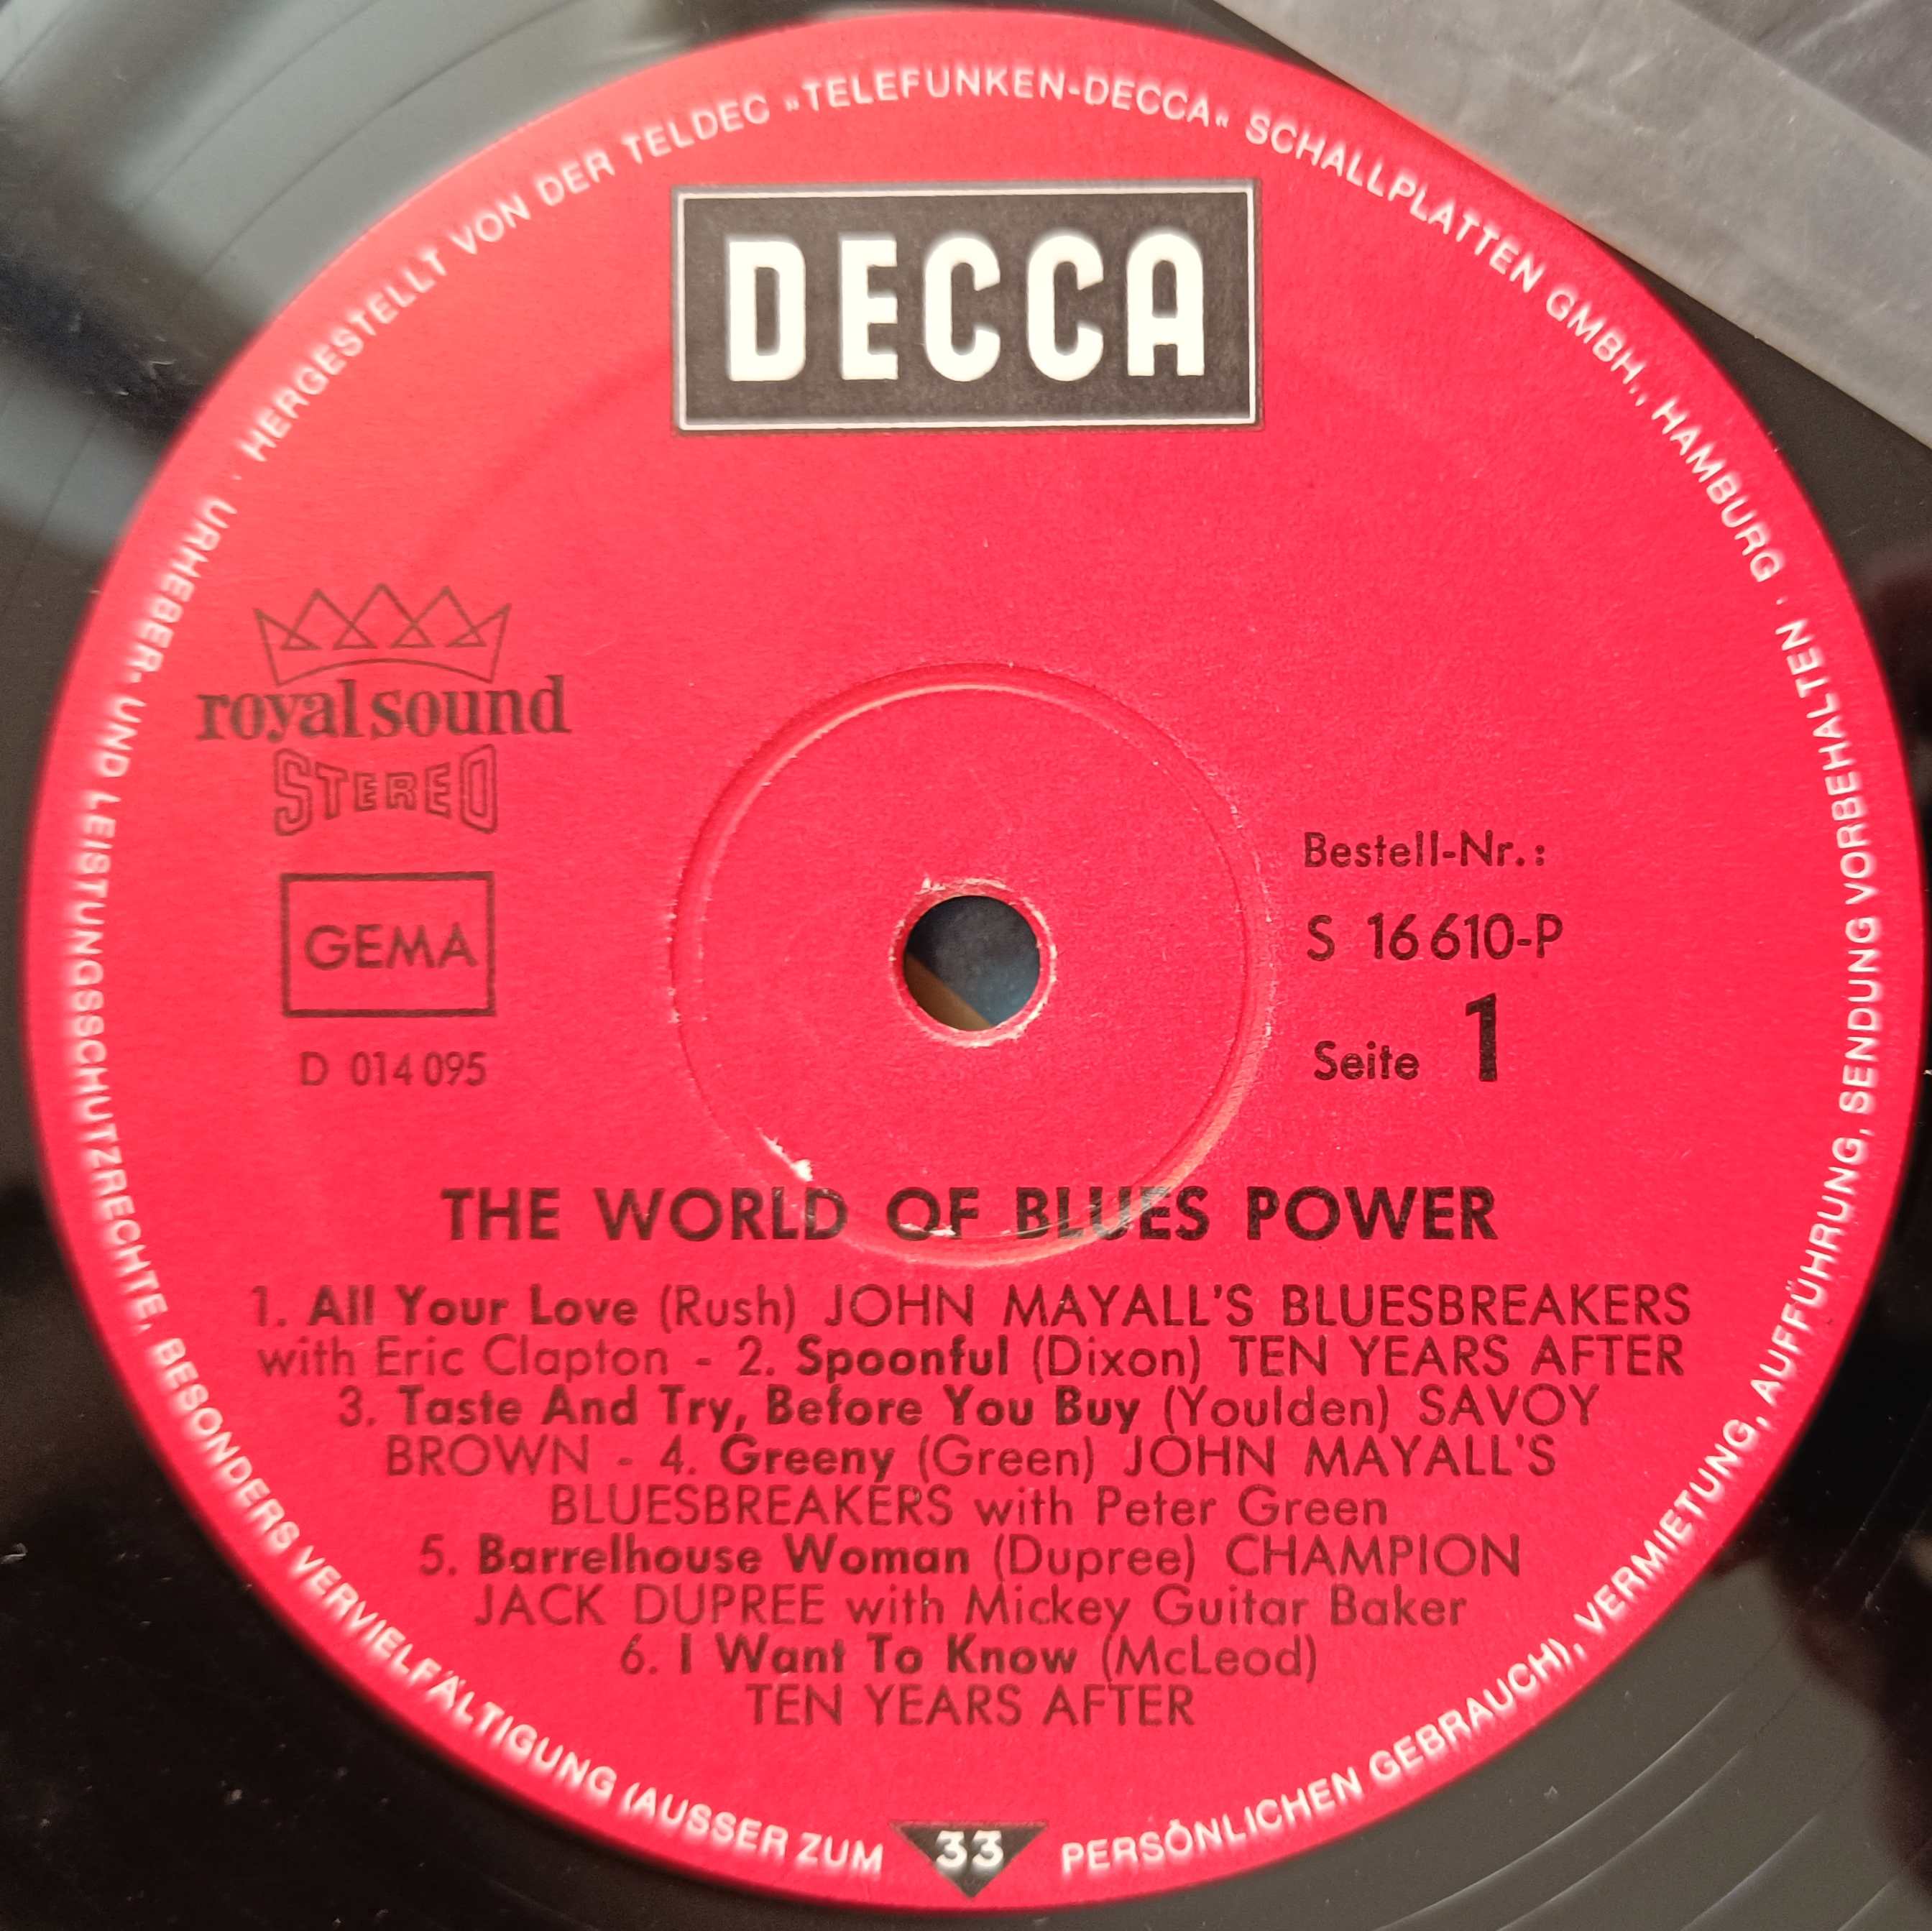 HERGESTELLT VON DER TELDEC »TELEFUNKEN-DECCA« SCHALLPLATTEN GMBH., HAMBURG ·
URHEBER- UND LEISTUNGSSCHUTZRECHTE, BESONDERS VERVIELFÄLTIGUNG (AUSSER ZUM PERSÖNLICHEN GEBRAUCH), VERMIETUNG, AUFFÜHRUNG, SENDUNG VORBEHALTEN
DECCA
royal sound
STEREO
GEMA
D 014 095
Bestell-Nr.:
S 16 610-P
Seite 1
THE WORLD OF BLUES POWER
1. All Your Love (Rush) JOHN MAYALL'S BLUESBREAKERS
with Eric Clapton - 2. Spoonful (Dixon) TEN YEARS AFTER
3. Taste And Try, Before You Buy (Youlden) SAVOY
BROWN - 4. Greeny (Green) JOHN MAYALL'S
BLUESBREAKERS with Peter Green
5. Barrelhouse Woman (Dupree) CHAMPION
JACK DUPREE with Mickey Guitar Baker
6. I Want To Know (McLeod)
TEN YEARS AFTER
33